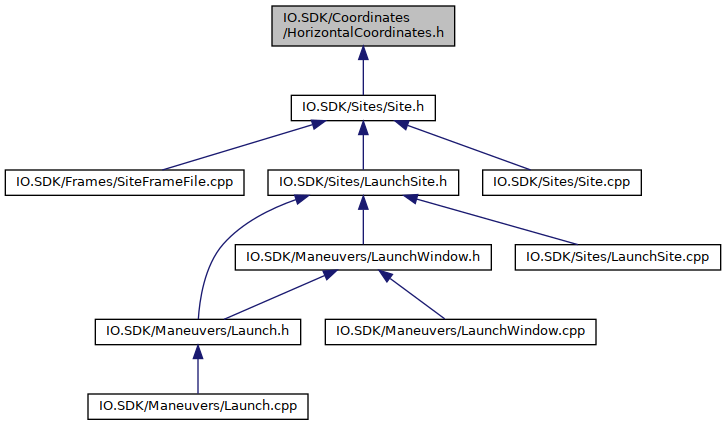 IO.SDK/Coordinates
/HorizontalCoordinates.h
IO.SDK/Sites/Site.h
IO.SDK/Frames/SiteFrameFile.cpp
IO.SDK/Sites/LaunchSite.h
IO.SDK/Sites/Site.cpp
IO.SDK/Maneuvers/LaunchWindow.h
IO.SDK/Sites/LaunchSite.cpp
IO.SDK/Maneuvers/Launch.h
IO.SDK/Maneuvers/LaunchWindow.cpp
IO.SDK/Maneuvers/Launch.cpp